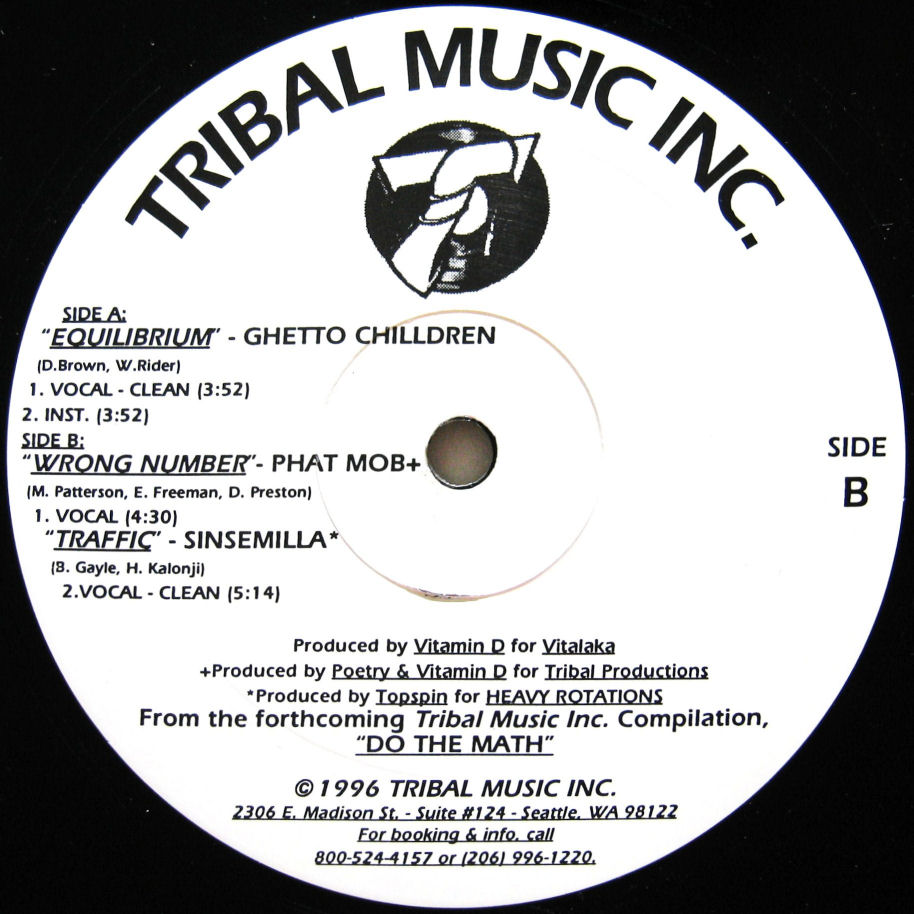 TRIBAL MUSIC INC.
SIDE A:
"EQUILIBRIUM" - GHETTO CHILLDREN
(D.Brown, W.Rider)
1. VOCAL - CLEAN (3:52)
2. INST. (3:52)
SIDE B:
"WRONG NUMBER"- PHAT MOB+
(M. Patterson, E. Freeman, D. Preston)
1. VOCAL (4:30)
"TRAFFIC" - SINSEMILLA*
(B. Gayle, H. Kalonji)
2.VOCAL - CLEAN (5:14)
SIDE
B
Produced by Vitamin D for Vitalaka
+Produced by Poetry & Vitamin D for Tribal Productions
*Produced by Topspin for HEAVY ROTATIONS
From the forthcoming Tribal Music Inc. Compilation,
"DO THE MATH"
©1996 TRIBAL MUSIC INC.
2306 E. Madison St. - Suite #124 - Seattle, WA 98122
For booking & info. call
800-524-4157 or (206) 996-1220.